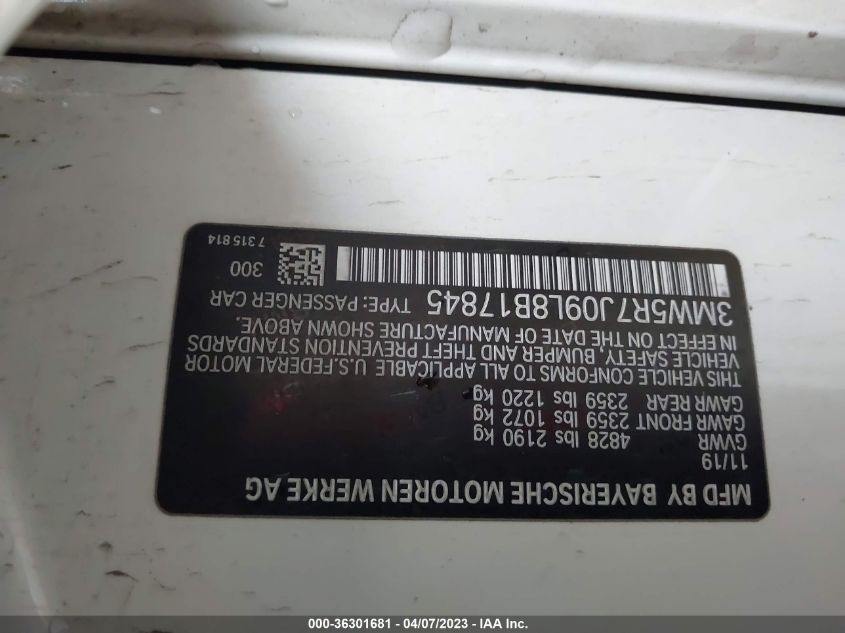 MFD BY BAYERISCHE MOTOREN WERKE AG
11/19
GVWR 4828 lbs 2190 kg
GAWR FRONT 2359 lbs 1072 kg
GAWR REAR 2359 lbs 1220 kg
THIS VEHICLE CONFORMS TO ALL APPLICABLE U.S.FEDERAL MOTOR
VEHICLE SAFETY, BUMPER AND THEFT PREVENTION STANDARDS
IN EFFECT ON THE DATE OF MANUFACTURE SHOWN ABOVE.
3MW5R7J09L8B17845 TYPE: PASSENGER CAR
300
7315814
000-36301681 - 04/07/2023 - IAA Inc.